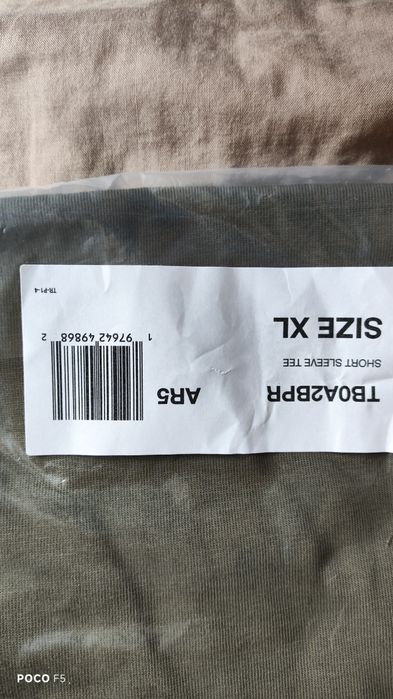 TB0A2BPR AR5
SHORT SLEEVE TEE
SIZE XL
1 97642 49868 2
TR-P1-4
POCO F5